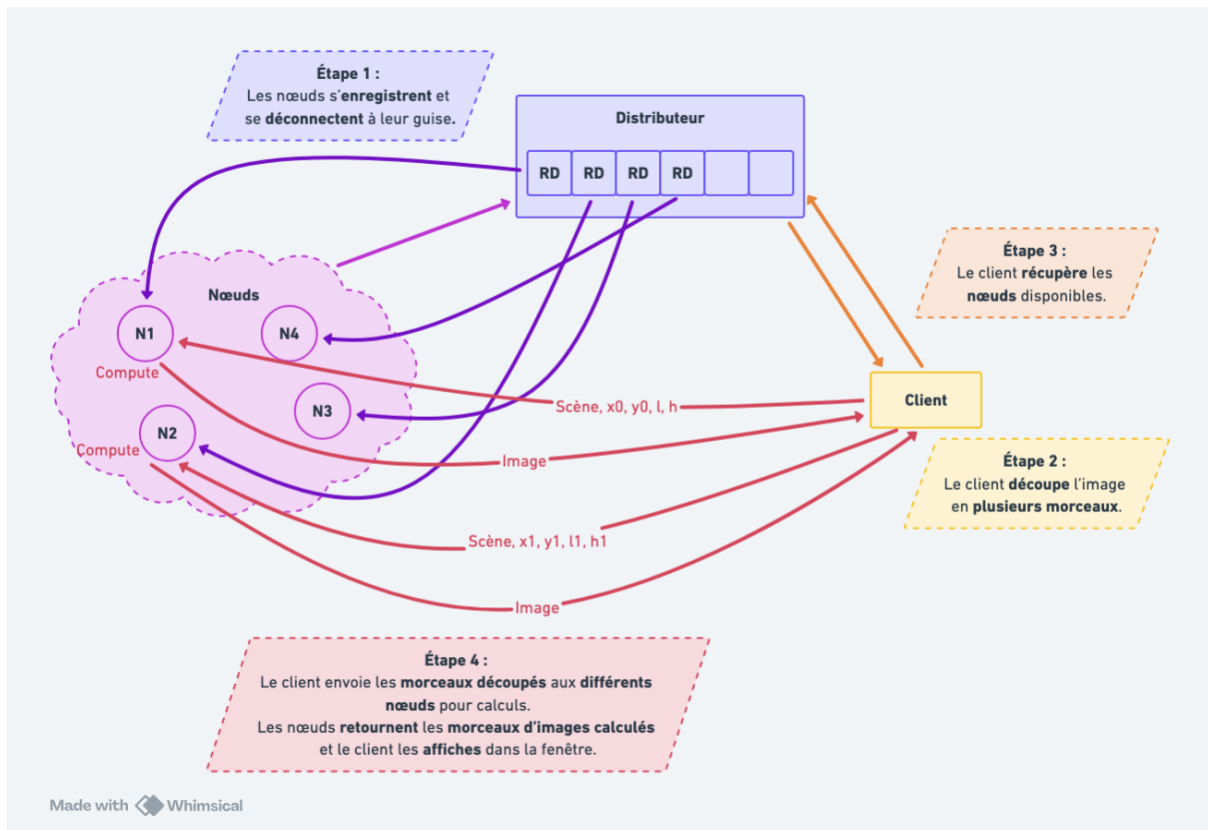 Étape 1 :
Les nœuds s'enregistrent et
se déconnectent à leur guise.
Distributeur
RD RD RD RD
Étape 3 :
Le client récupère les
nœuds disponibles.
Nœuds
N1
N4
Compute
N3
N2
Compute
Scène, x0, y0, l, h
Client
Image
Étape 2 :
Le client découpe l'image
en plusieurs morceaux.
Scène, x1, y1, l1, h1
Image
Étape 4 :
Le client envoie les morceaux découpés aux différents
nœuds pour calculs.
Les nœuds retournent les morceaux d'images calculés
et le client les affiches dans la fenêtre.
Made with Whimsical